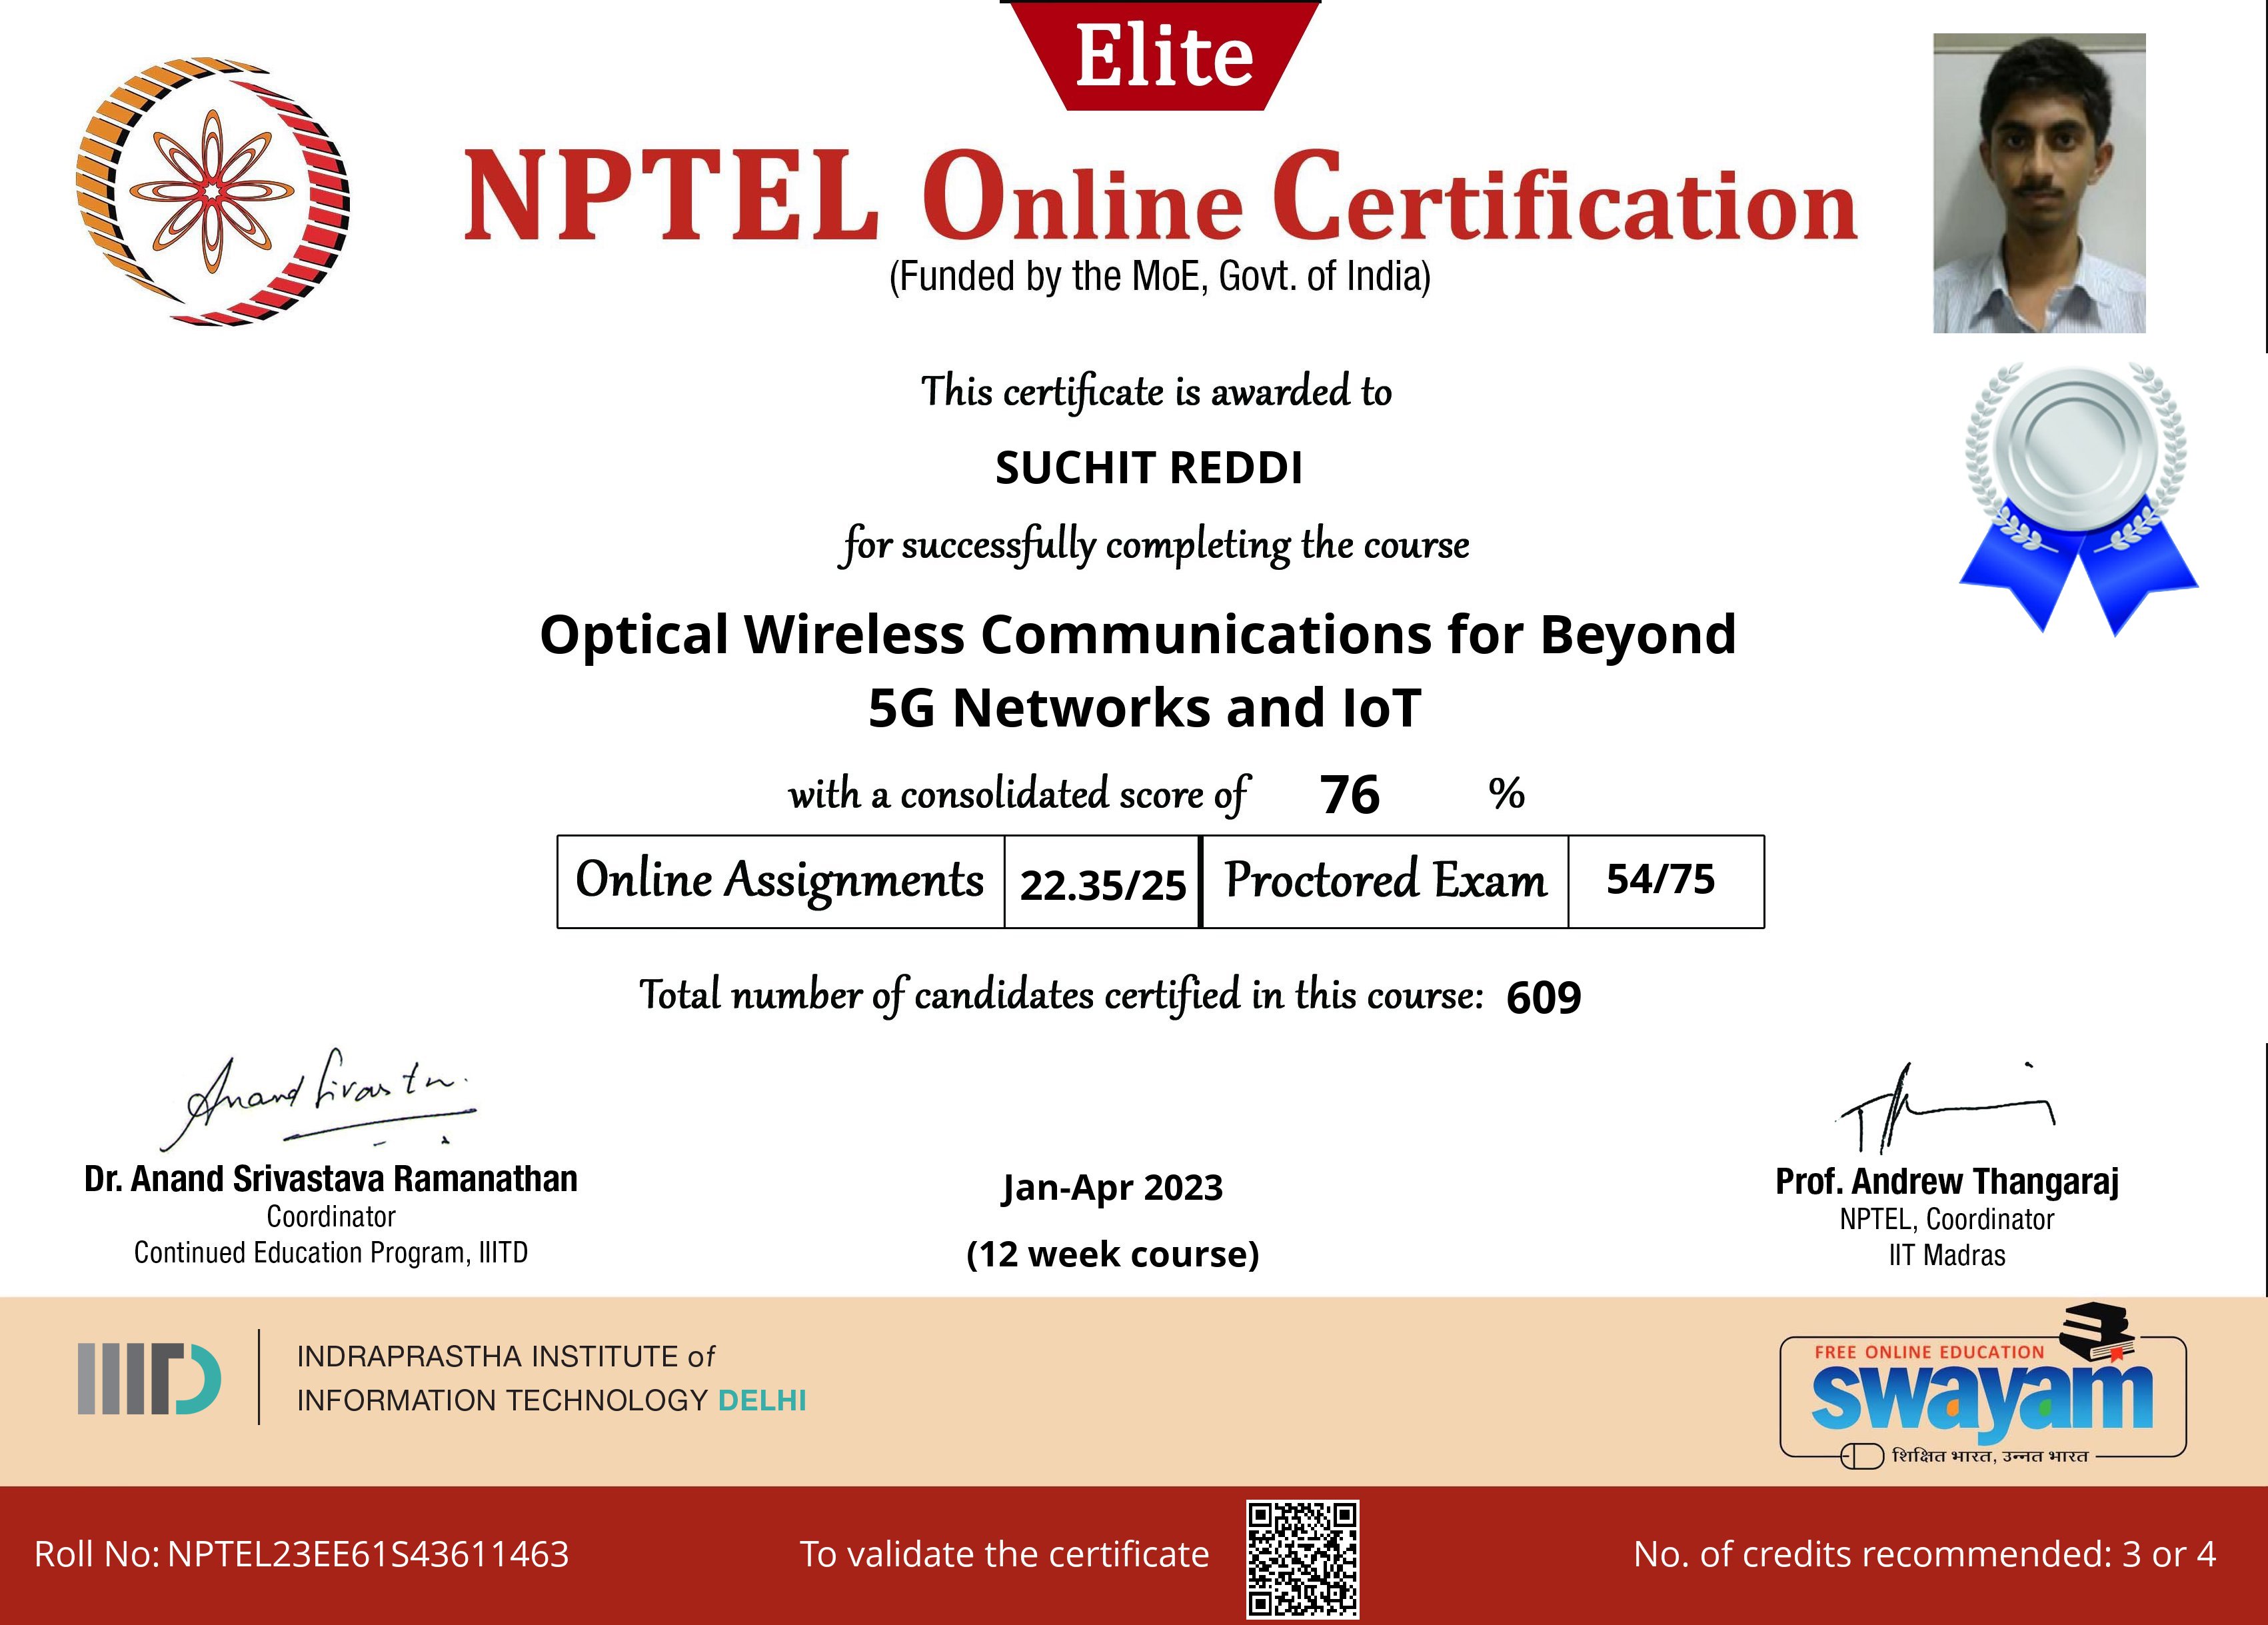 Elite
NPTEL Online Certification
(Funded by the MoE, Govt. of India)
This certificate is awarded to
SUCHIT REDDI
for successfully completing the course
Optical Wireless Communications for Beyond
5G Networks and IoT
with a consolidated score of 76 %
Online Assignments 22.35/25 Proctored Exam 54/75
Total number of candidates certified in this course: 609
Anand Srivastav
Dr. Anand Srivastava Ramanathan
Coordinator
Continued Education Program, IIITD
Jan-Apr 2023
(12 week course)
Prof. Andrew Thangaraj
NPTEL, Coordinator
IIT Madras
IIITD
INDRAPRASTHA INSTITUTE of
INFORMATION TECHNOLOGY DELHI
FREE ONLINE EDUCATION
swayam
शिक्षित भारत, उन्नत भारत
Roll No: NPTEL23EE61S43611463
To validate the certificate
No. of credits recommended: 3 or 4